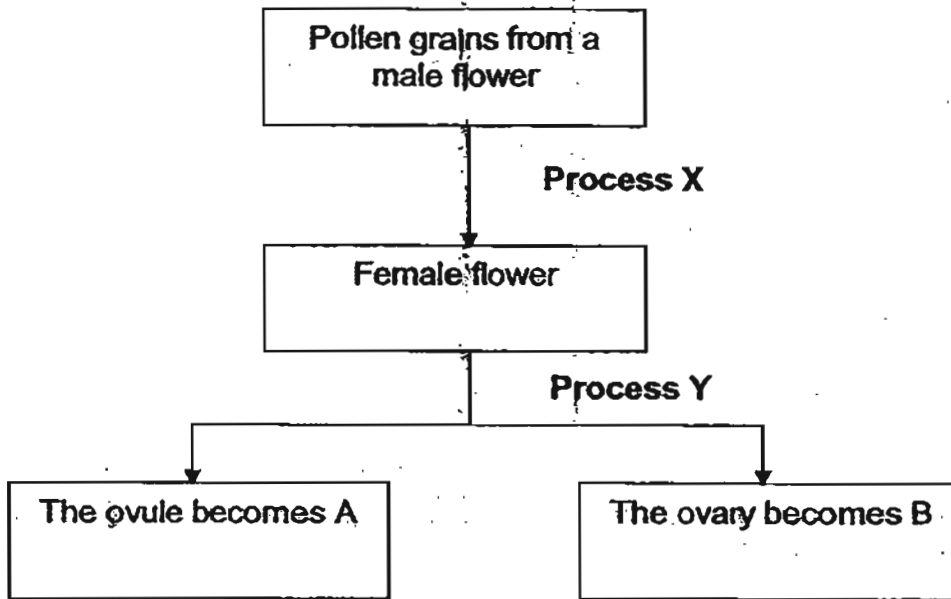 Pollen grains from a
male flower
Process X
Female flower
Process Y
The ovule becomes A
The ovary becomes B